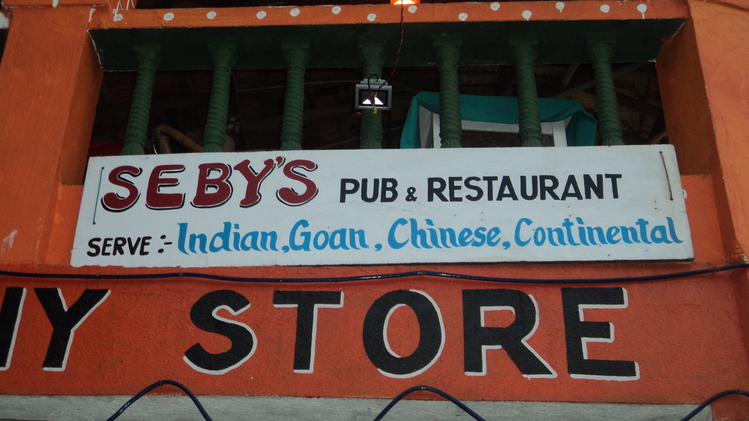 SEBY'S PUB & RESTAURANT
SERVE :- Indian, Goan, Chinese, Continental
STORE